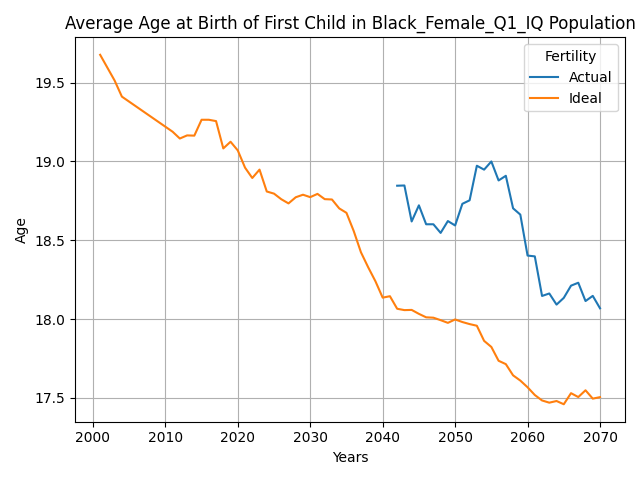 Average Age at Birth of First Child in Black_Female_Q1_IQ Population
Fertility
Actual
Ideal
Age
19.5
19.0
18.5
18.0
17.5
2000 2010 2020 2030 2040 2050 2060 2070
Years